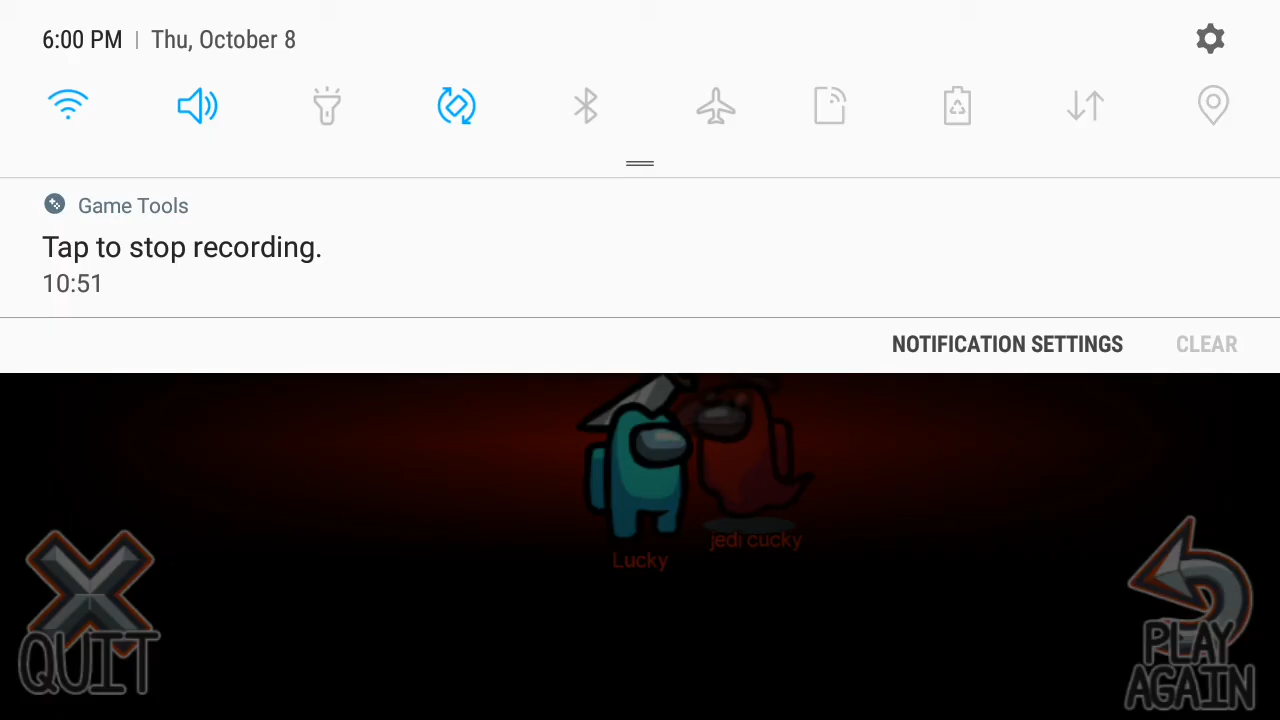 6:00 PM | Thu, October 8
Game Tools
Tap to stop recording.
10:51
NOTIFICATION SETTINGS CLEAR
jedi cucky
Lucky
QUIT
PLAY
AGAIN